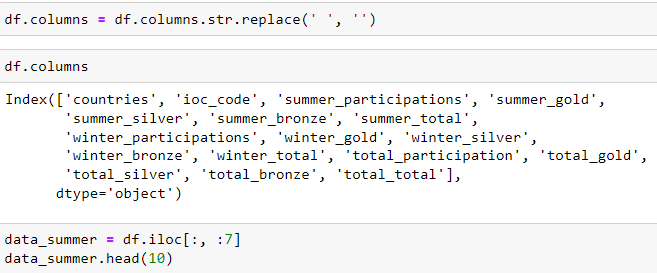 df.columns = df.columns.str.replace(' ', '')
df.columns
Index(['countries', 'ioc_code', 'summer_participations', 'summer_gold',
'summer_silver', 'summer_bronze', 'summer_total',
'winter_participations', 'winter_gold', 'winter_silver',
'winter_bronze', 'winter_total', 'total_participation', 'total_gold',
'total_silver', 'total_bronze', 'total_total'],
dtype='object')
data_summer = df.iloc[:, :7]
data_summer.head(10)